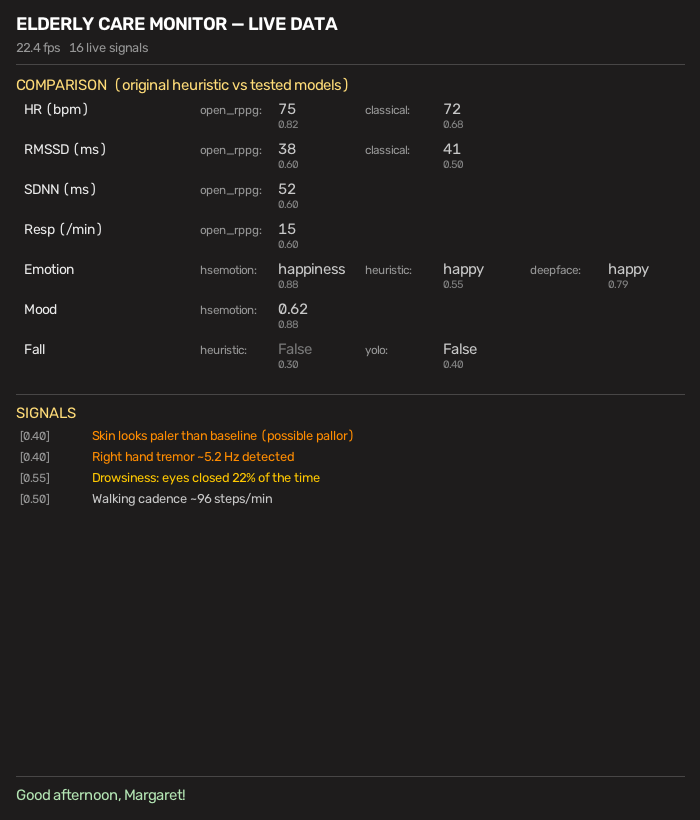 ELDERLY CARE MONITOR — LIVE DATA
22.4 fps 16 live signals
COMPARISON (original heuristic vs tested models)
HR (bpm) open_rppg: 75 classical: 72
0.82 0.68
RMSSD (ms) open_rppg: 38 classical: 41
0.60 0.50
SDNN (ms) open_rppg: 52
0.60
Resp (/min) open_rppg: 15
0.60
Emotion hsemotion: happiness heuristic: happy deepface: happy
0.88 0.55 0.79
Mood hsemotion: 0.62
0.88
Fall heuristic: False yolo: False
0.30 0.40
SIGNALS
[0.40] Skin looks paler than baseline (possible pallor)
[0.40] Right hand tremor ~5.2 Hz detected
[0.55] Drowsiness: eyes closed 22% of the time
[0.50] Walking cadence ~96 steps/min
Good afternoon, Margaret!